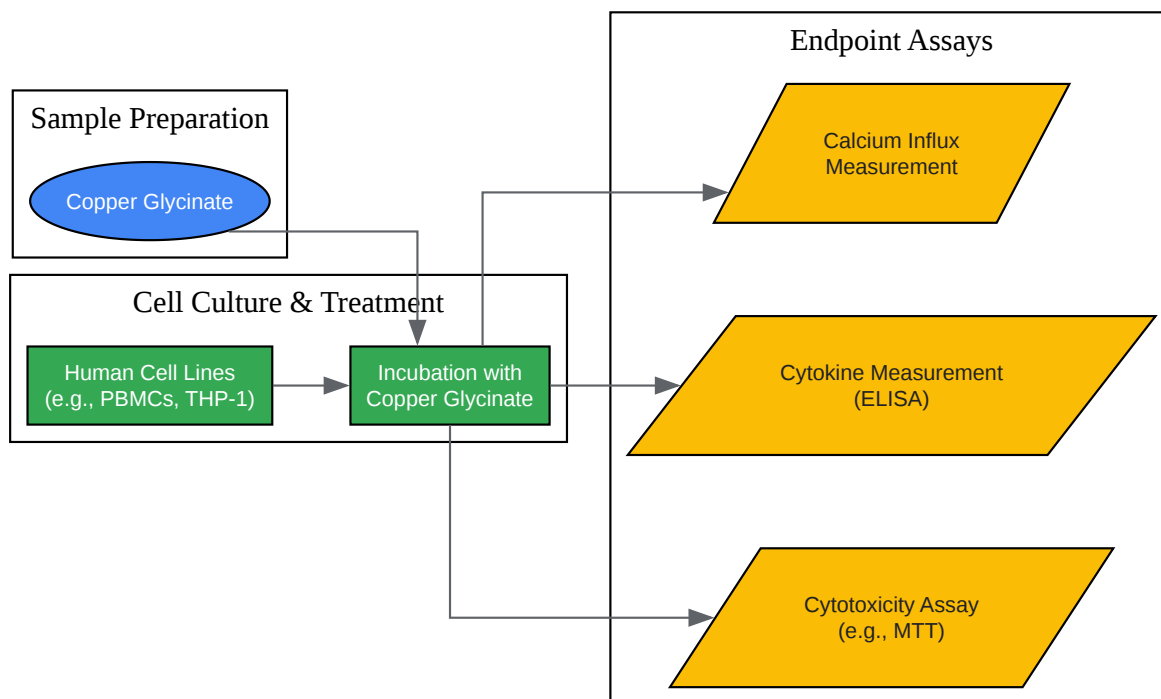 Sample Preparation
Copper Glycinate
Cell Culture & Treatment
Human Cell Lines
(e.g., PBMCs, THP-1)
Incubation with
Copper Glycinate
Endpoint Assays
Calcium Influx
Measurement
Cytokine Measurement
(ELISA)
Cytotoxicity Assay
(e.g., MTT)